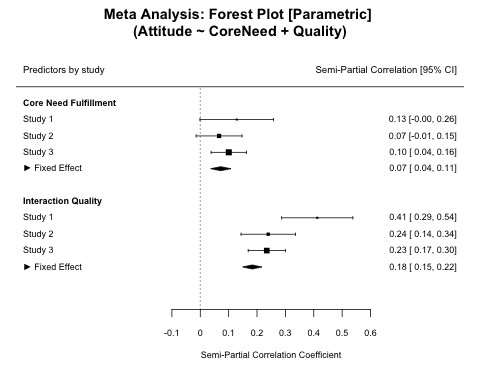 Meta Analysis: Forest Plot [Parametric]
(Attitude ~ CoreNeed + Quality)
Predictors by study Semi-Partial Correlation [95% CI]
Core Need Fulfillment
Study 1 0.13 [-0.00, 0.26]
Study 2 0.07 [-0.01, 0.15]
Study 3 0.10 [ 0.04, 0.16]
► Fixed Effect 0.07 [ 0.04, 0.11]
Interaction Quality
Study 1 0.41 [ 0.29, 0.54]
Study 2 0.24 [ 0.14, 0.34]
Study 3 0.23 [ 0.17, 0.30]
► Fixed Effect 0.18 [ 0.15, 0.22]
-0.1 0 0.1 0.2 0.3 0.4 0.5 0.6
Semi-Partial Correlation Coefficient